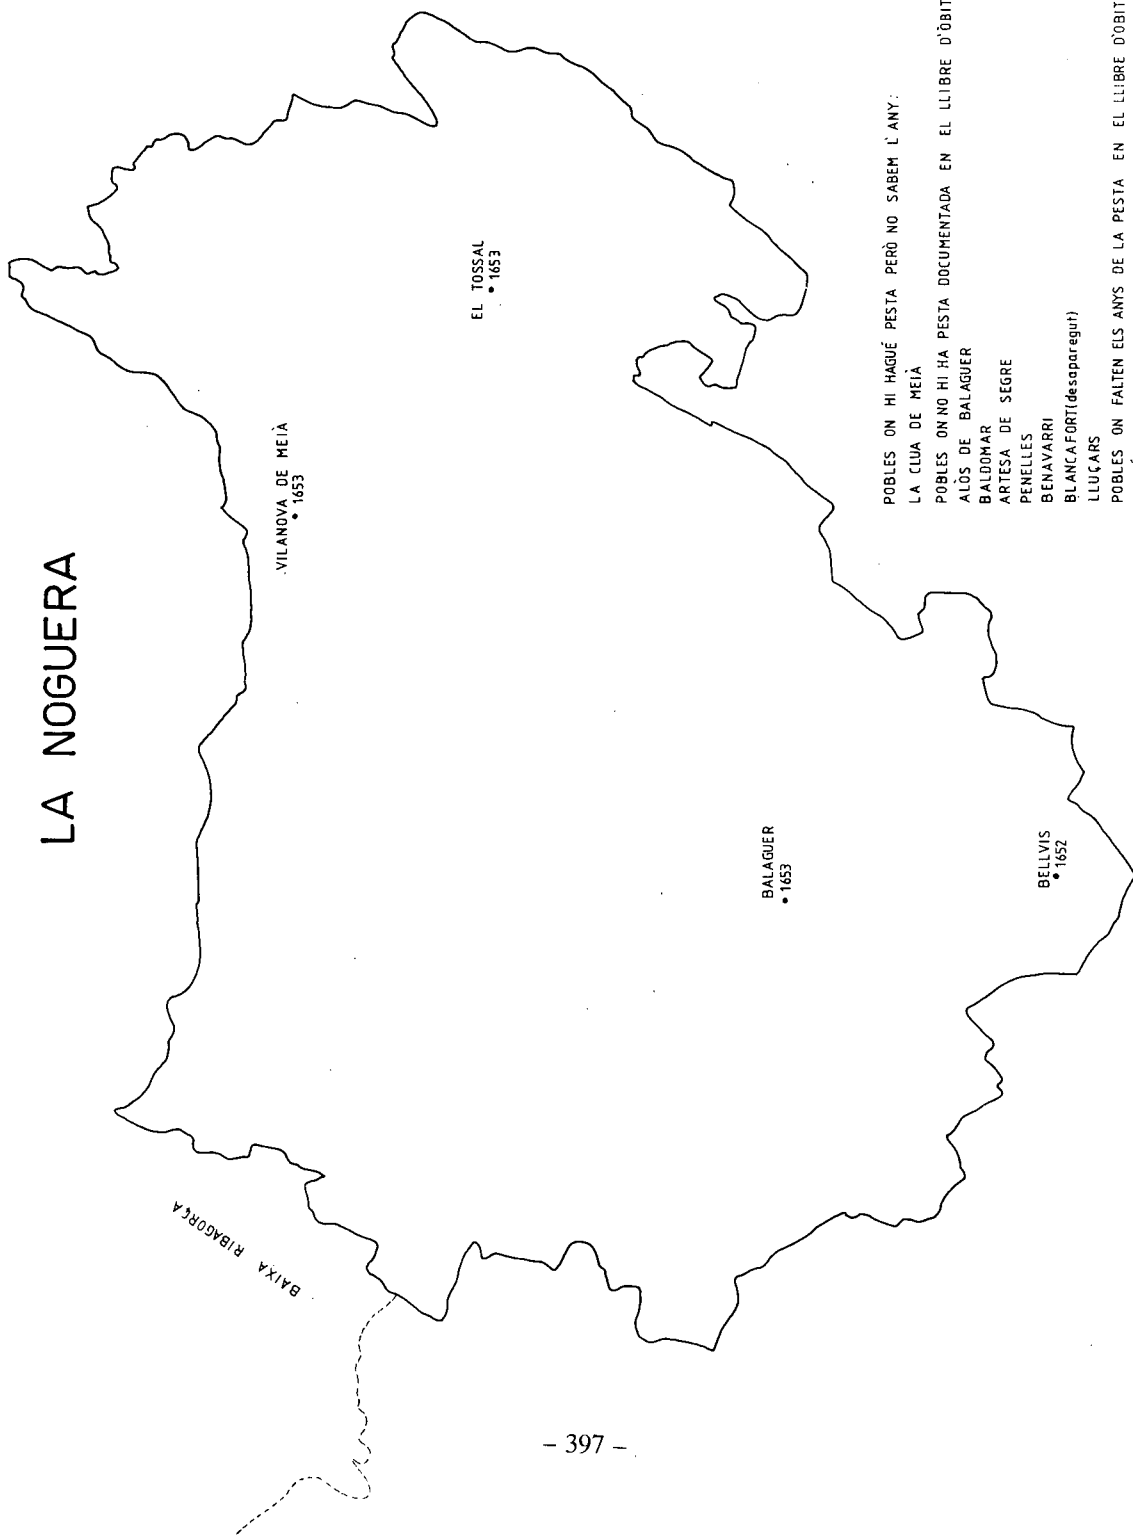 LA NOGUERA
BAIXA RIBAGORÇA
VILANOVA DE MEIÀ
• 1653
EL TOSSAL
• 1653
BALAGUER
• 1653
BELLVIS
• 1652
POBLES ON HI HAGUÉ PESTA PERÒ NO SABEM L'ANY:
LA CLUA DE MEIÀ
POBLES ON NO HI HA PESTA DOCUMENTADA EN EL LLIBRE D'ÒBIT
ALÒS DE BALAGUER
BALDOMAR
ARTESA DE SEGRE
PENELLES
BENAVARRI
BLANCAFORT(desaparegut)
LLUÇARS
POBLES ON FALTEN ELS ANYS DE LA PESTA EN EL LLIBRE D'ÒBIT
– 397 –